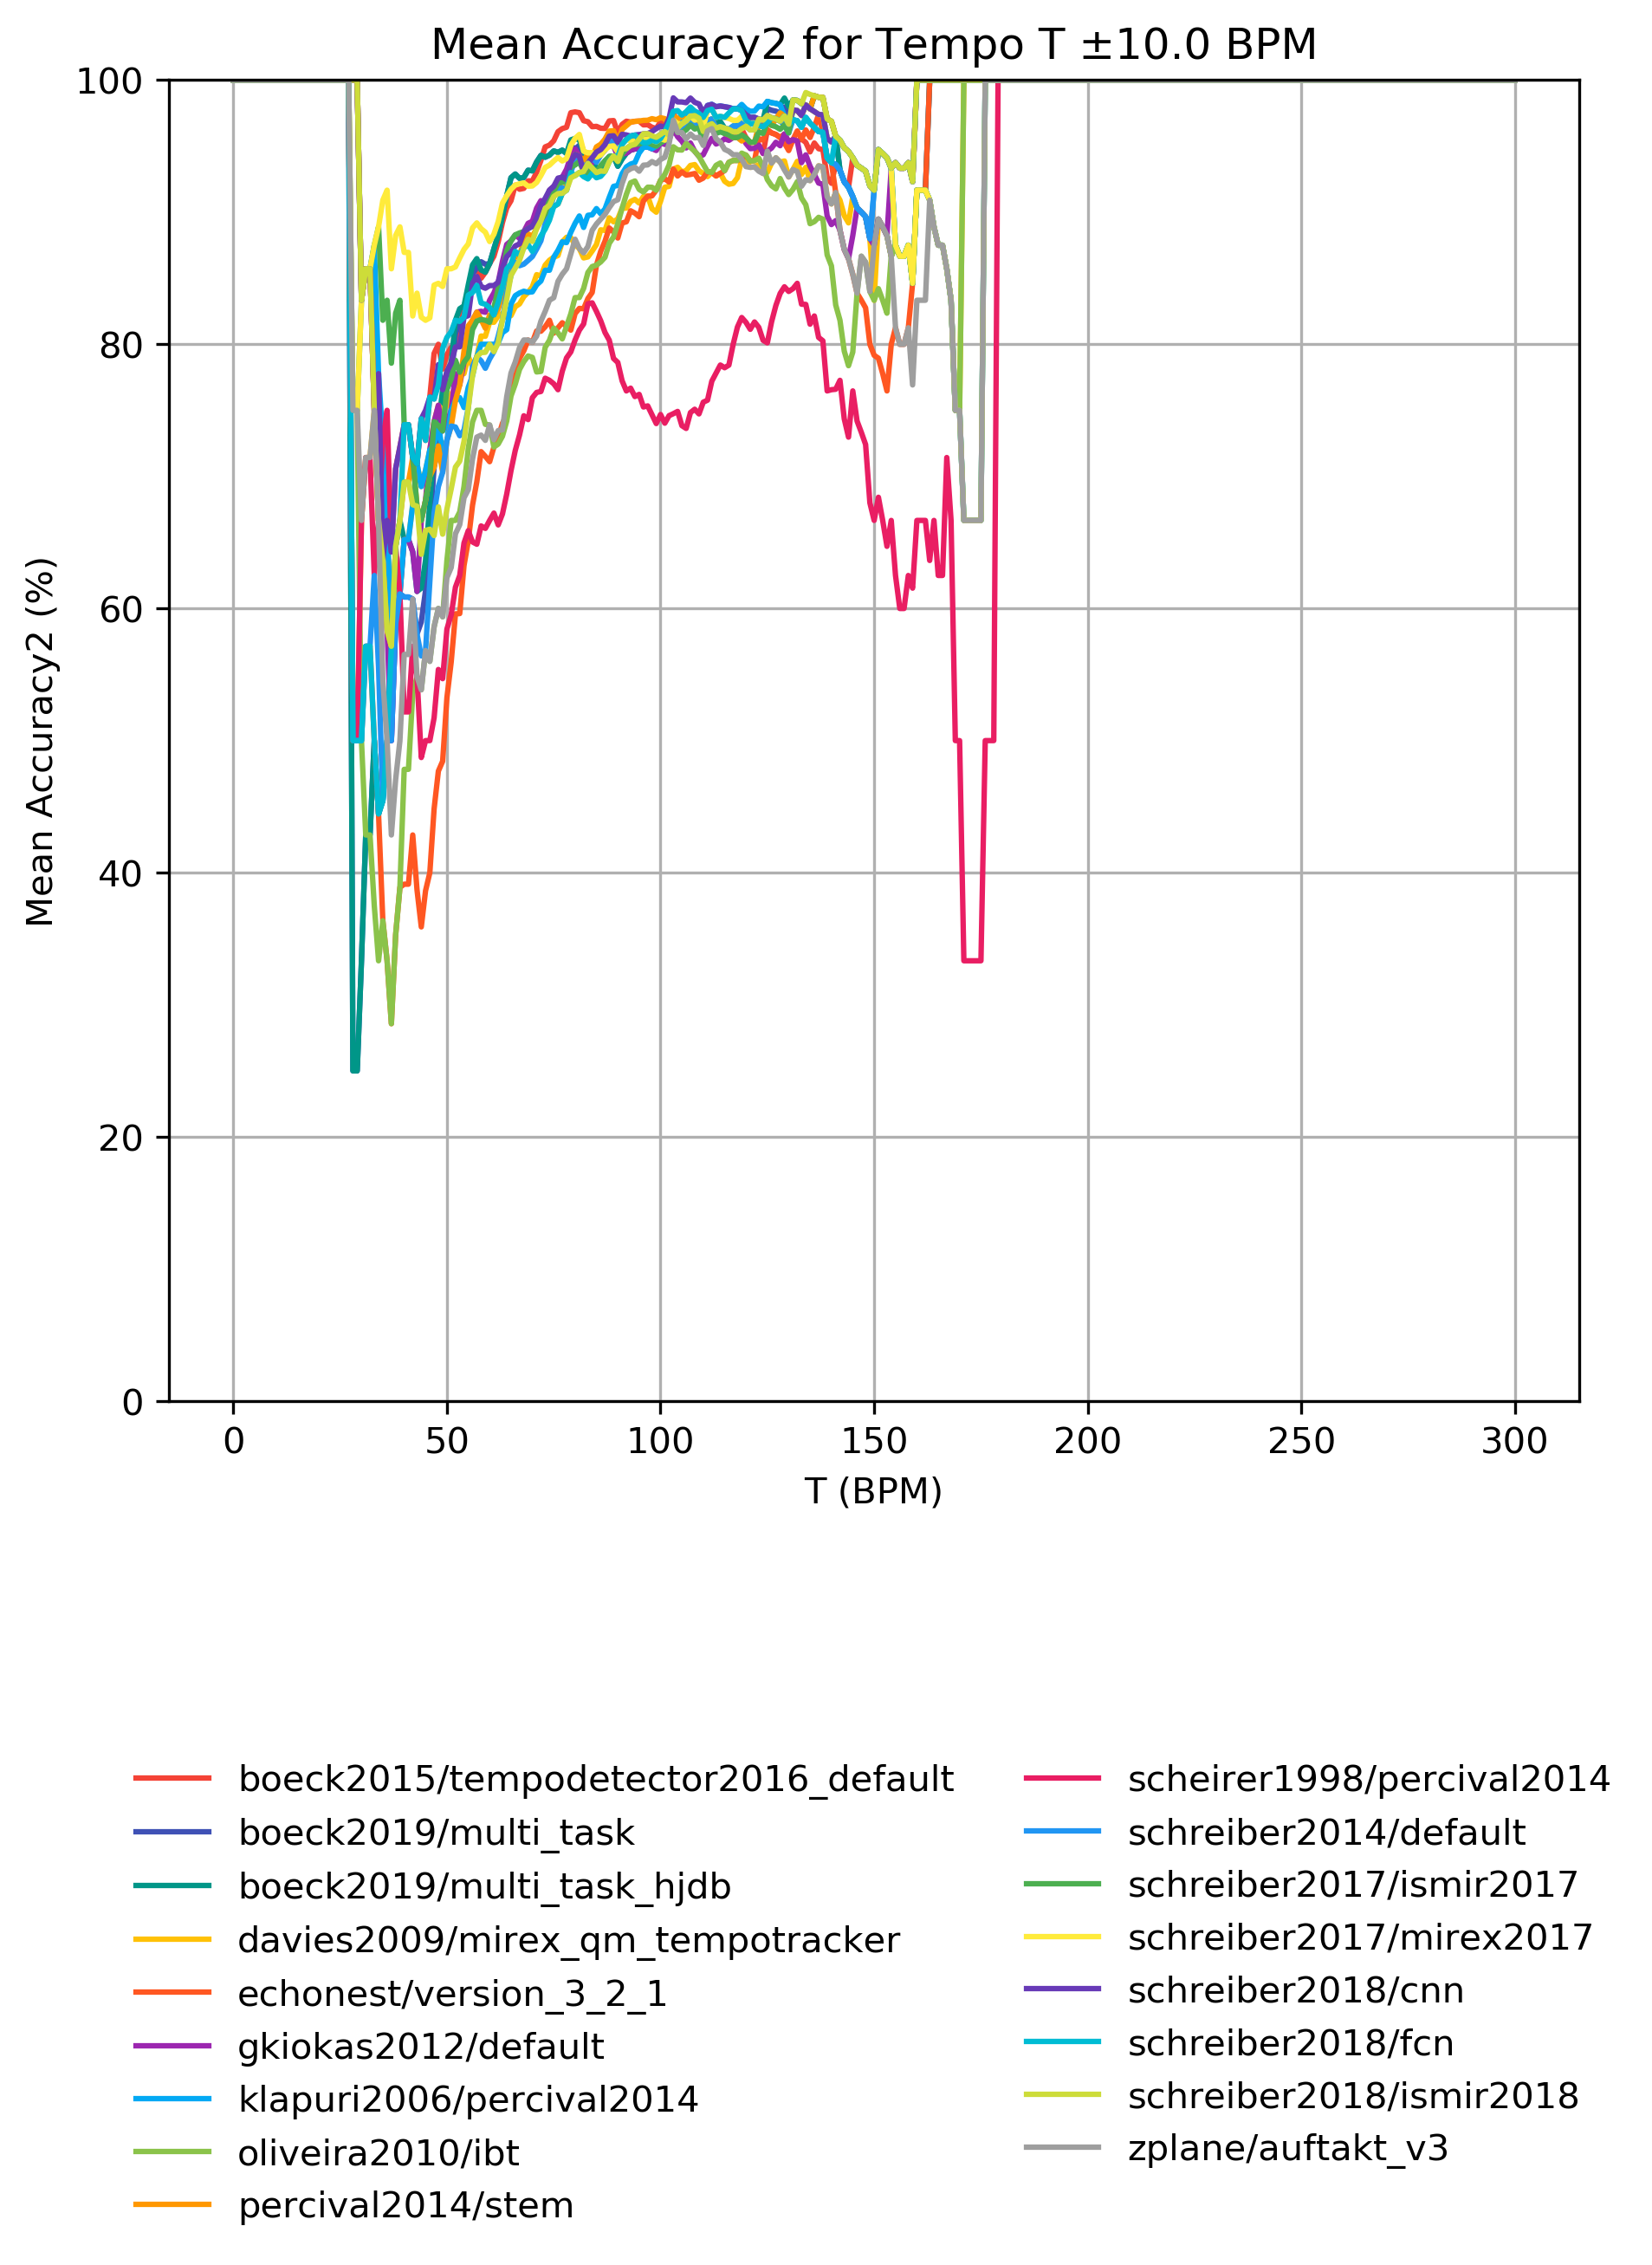 Mean Accuracy2 for Tempo T ±10.0 BPM
100
80
60
40
20
0
Mean Accuracy2 (%)
0 50 100 150 200 250 300
T (BPM)
boeck2015/tempodetector2016_default
boeck2019/multi_task
boeck2019/multi_task_hjdb
davies2009/mirex_qm_tempotracker
echonest/version_3_2_1
gkiokas2012/default
klapuri2006/percival2014
oliveira2010/ibt
percival2014/stem
scheirer1998/percival2014
schreiber2014/default
schreiber2017/ismir2017
schreiber2017/mirex2017
schreiber2018/cnn
schreiber2018/fcn
schreiber2018/ismir2018
zplane/auftakt_v3